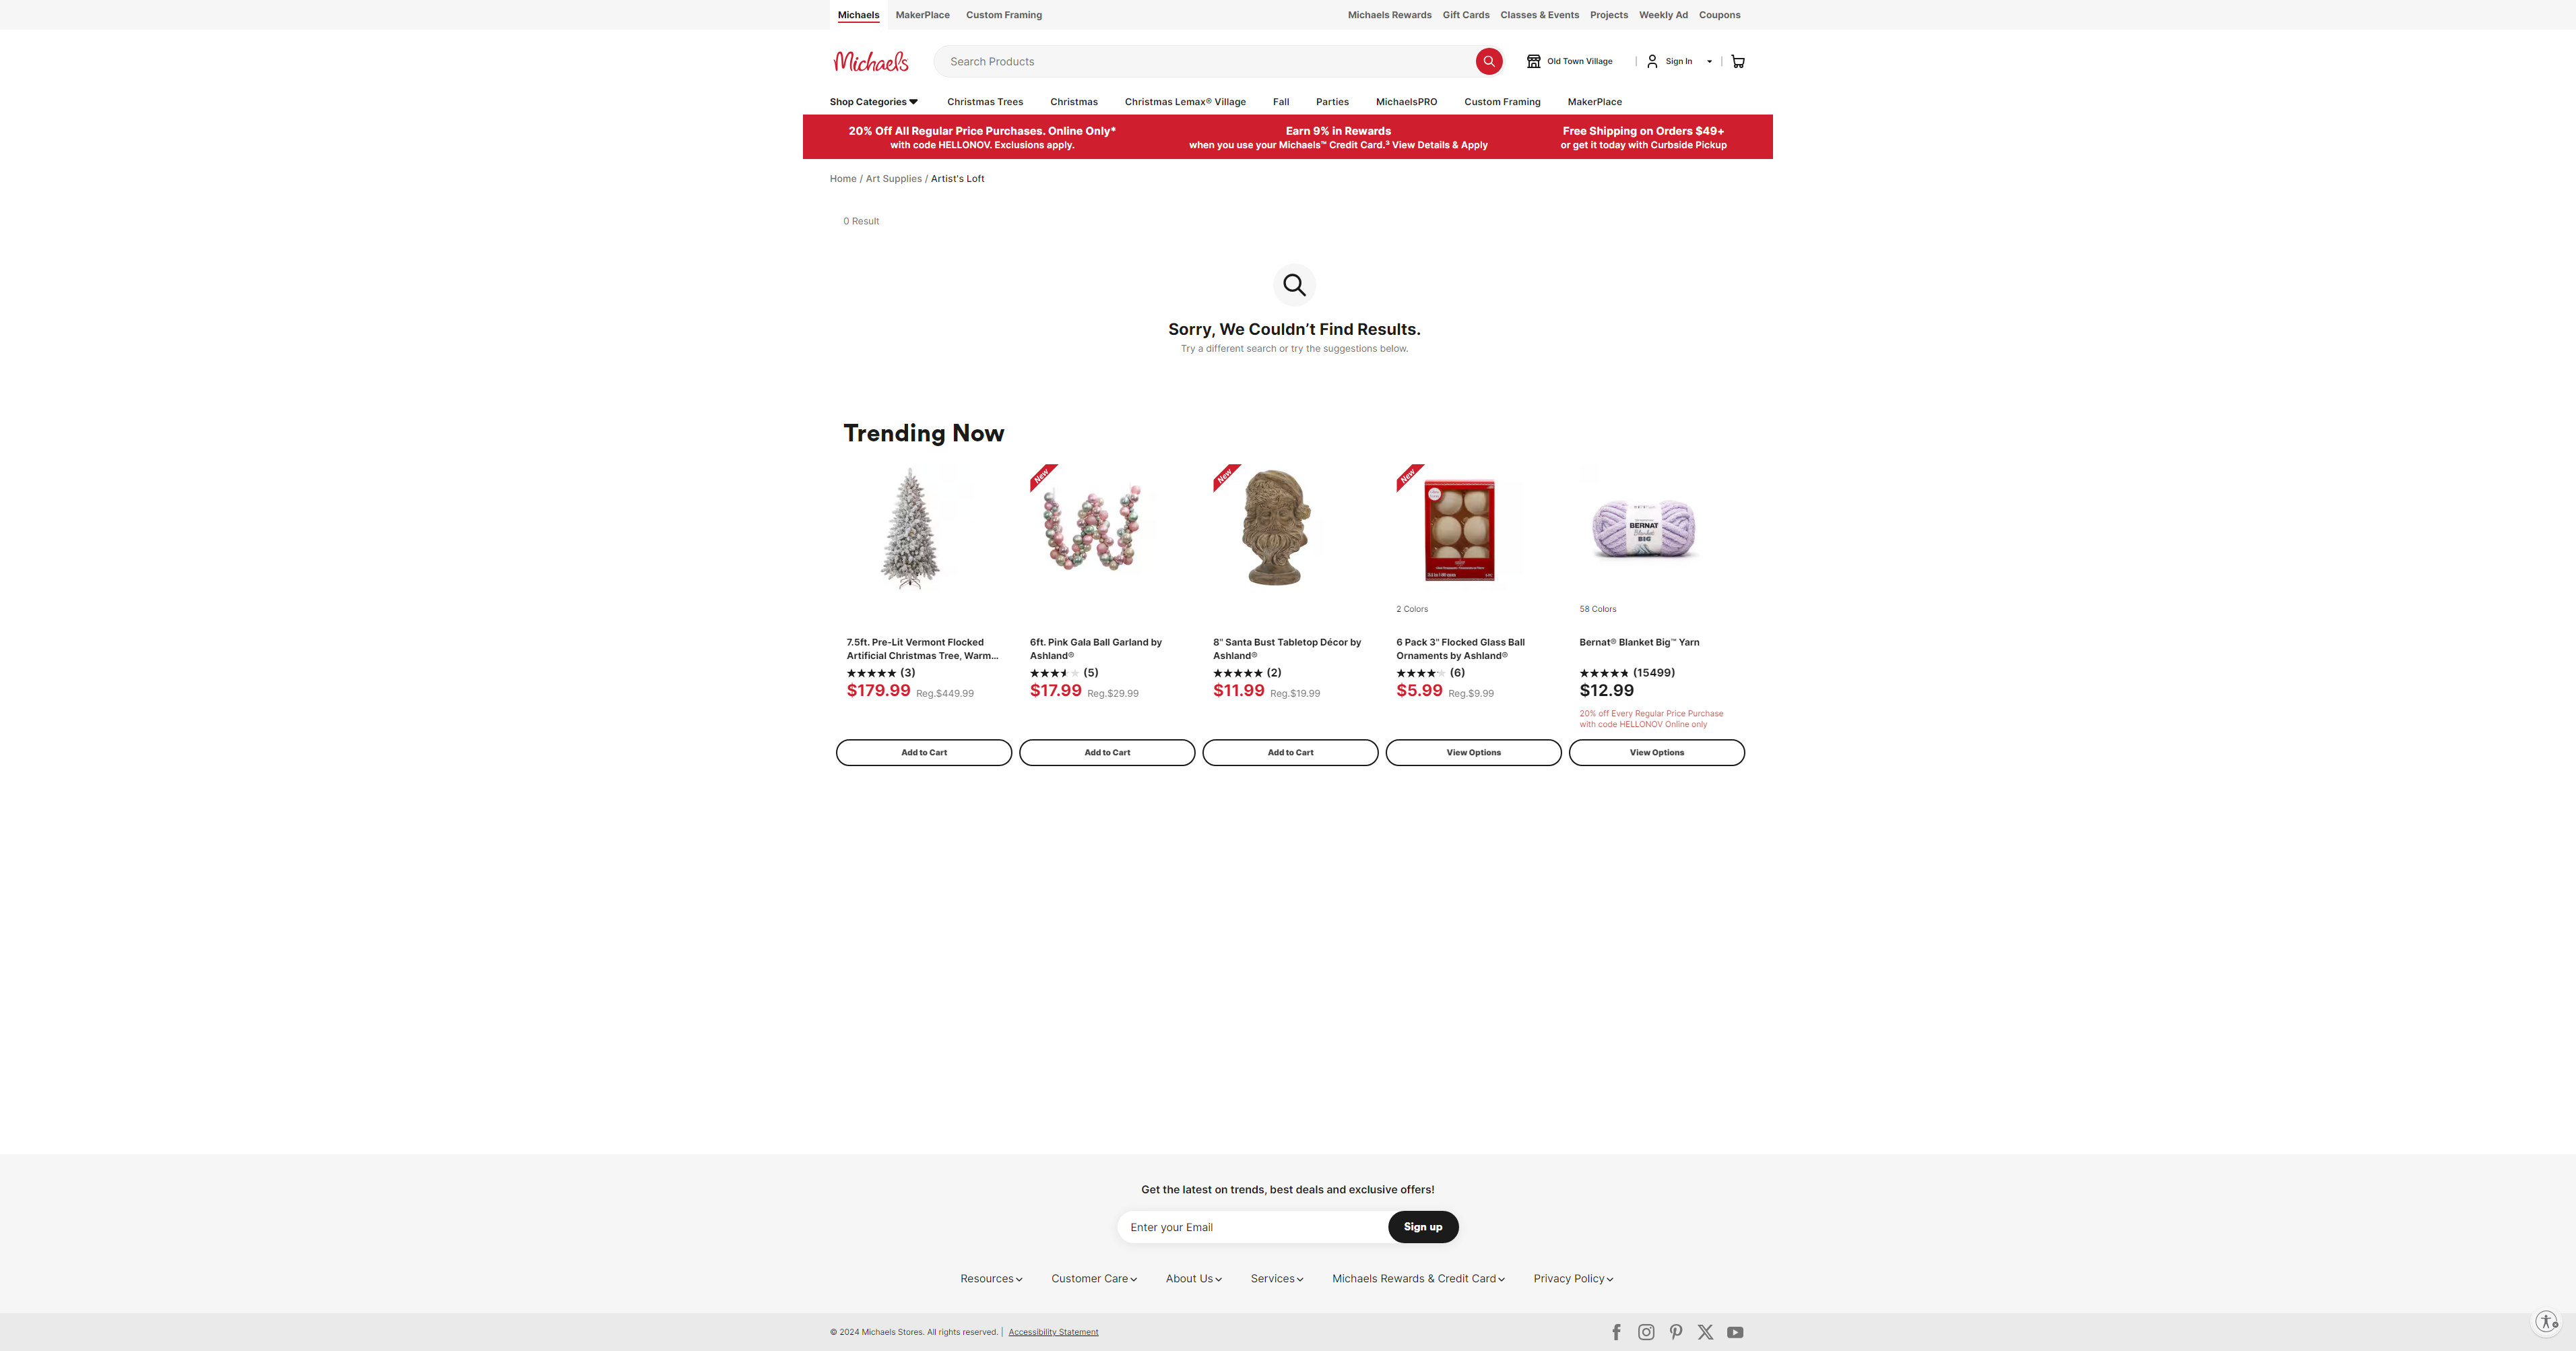 Michaels MakerPlace Custom Framing Michaels Rewards Gift Cards Classes & Events Projects Weekly Ad Coupons
Michaels Search Products Old Town Village | Sign In |
Shop Categories Christmas Trees Christmas Christmas Lemax® Village Fall Parties MichaelsPRO Custom Framing MakerPlace
20% Off All Regular Price Purchases. Online Only*
with code HELLONOV. Exclusions apply.
Earn 9% in Rewards
when you use your Michaels™ Credit Card.³ View Details & Apply
Free Shipping on Orders $49+
or get it today with Curbside Pickup
Home / Art Supplies / Artist's Loft
0 Result
Sorry, We Couldn’t Find Results.
Try a different search or try the suggestions below.
Trending Now
7.5ft. Pre-Lit Vermont Flocked
Artificial Christmas Tree, Warm...
(3)
$179.99 Reg.$449.99
Add to Cart
New
6ft. Pink Gala Ball Garland by
Ashland®
(5)
$17.99 Reg.$29.99
Add to Cart
New
8" Santa Bust Tabletop Décor by
Ashland®
(2)
$11.99 Reg.$19.99
Add to Cart
New
2 Colors
6 Pack 3" Flocked Glass Ball
Ornaments by Ashland®
(6)
$5.99 Reg.$9.99
View Options
BERNAT
Blanket
BIG
58 Colors
Bernat® Blanket Big™ Yarn
(15499)
$12.99
20% off Every Regular Price Purchase
with code HELLONOV Online only
View Options
Get the latest on trends, best deals and exclusive offers!
Enter your Email Sign up
Resources Customer Care About Us Services Michaels Rewards & Credit Card Privacy Policy
© 2024 Michaels Stores. All rights reserved. | Accessibility Statement